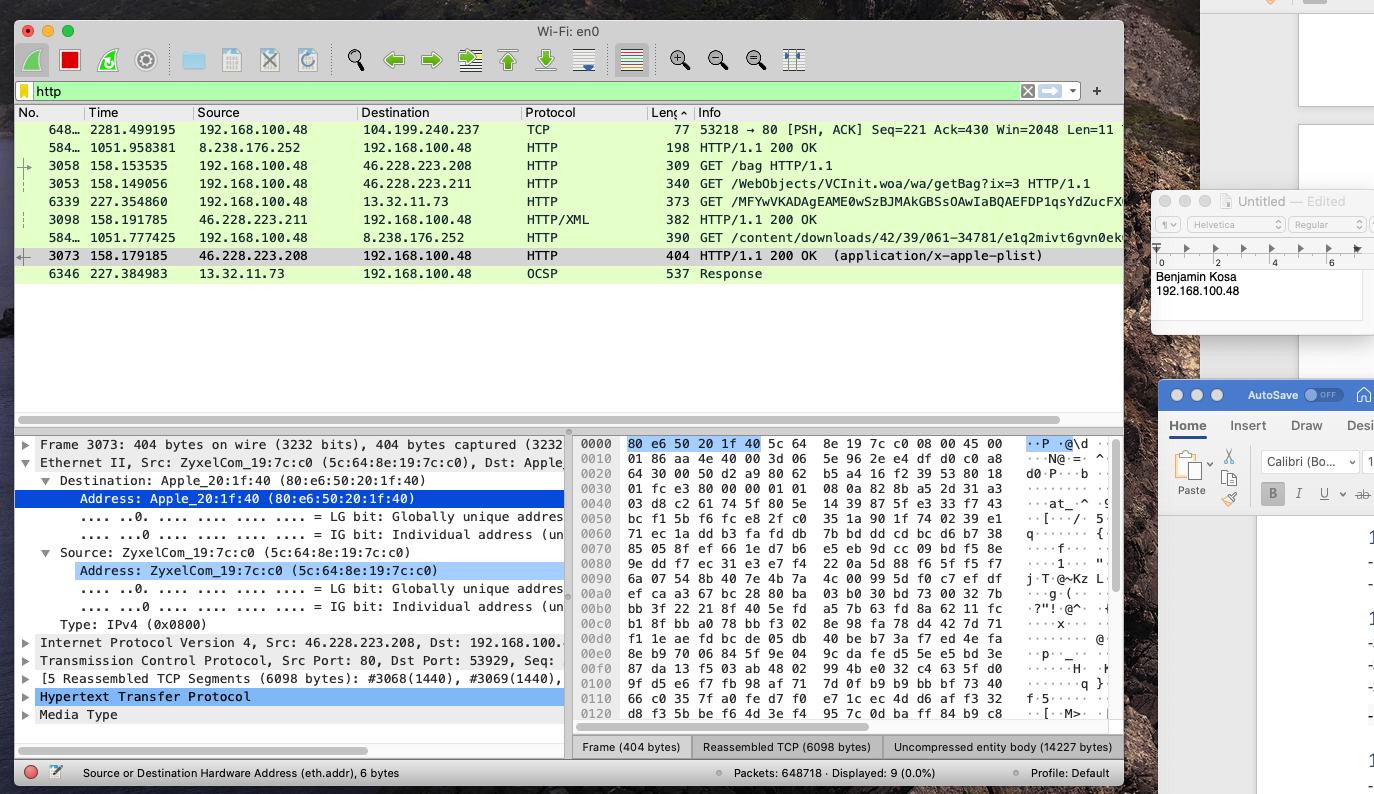 Wi-Fi: en0
http
No. Time Source Destination Protocol Leng Info
648… 2281.499195 192.168.100.48 104.199.240.237 TCP 77 53218 → 80 [PSH, ACK] Seq=221 Ack=430 Win=2048 Len=11
584… 1051.958381 8.238.176.252 192.168.100.48 HTTP 198 HTTP/1.1 200 OK
3058 158.153535 192.168.100.48 46.228.223.208 HTTP 309 GET /bag HTTP/1.1
3053 158.149056 192.168.100.48 46.228.223.211 HTTP 340 GET /WebObjects/VCInit.woa/wa/getBag?ix=3 HTTP/1.1
6339 227.354860 192.168.100.48 13.32.11.73 HTTP 373 GET /MFYwVKADAgEAME0wSzBJMAkGBSsOAwIaBQAEFDP1qsYdZucFX
3098 158.191785 46.228.223.211 192.168.100.48 HTTP/XML 382 HTTP/1.1 200 OK
584… 1051.777425 192.168.100.48 8.238.176.252 HTTP 390 GET /content/downloads/42/39/061-34781/e1q2mivt6gvn0ek
3073 158.179185 46.228.223.208 192.168.100.48 HTTP 404 HTTP/1.1 200 OK (application/x-apple-plist)
6346 227.384983 13.32.11.73 192.168.100.48 OCSP 537 Response
Frame 3073: 404 bytes on wire (3232 bits), 404 bytes captured (3232
Ethernet II, Src: ZyxelCom_19:7c:c0 (5c:64:8e:19:7c:c0), Dst: Apple_
Destination: Apple_20:1f:40 (80:e6:50:20:1f:40)
Address: Apple_20:1f:40 (80:e6:50:20:1f:40)
.... ..0. .... .... .... .... = LG bit: Globally unique addres
.... ...0 .... .... .... .... = IG bit: Individual address (un
Source: ZyxelCom_19:7c:c0 (5c:64:8e:19:7c:c0)
Address: ZyxelCom_19:7c:c0 (5c:64:8e:19:7c:c0)
.... ..0. .... .... .... .... = LG bit: Globally unique addres
.... ...0 .... .... .... .... = IG bit: Individual address (un
Type: IPv4 (0x0800)
Internet Protocol Version 4, Src: 46.228.223.208, Dst: 192.168.100.
Transmission Control Protocol, Src Port: 80, Dst Port: 53929, Seq:
[5 Reassembled TCP Segments (6098 bytes): #3068(1440), #3069(1440),
Hypertext Transfer Protocol
Media Type
0000 80 e6 50 20 1f 40 5c 64 8e 19 7c c0 08 00 45 00 ··P ·@\d ··
0010 01 86 aa 4e 40 00 3d 06 5e 96 2e e4 df d0 c0 a8 ···N@·=· ^·
0020 64 30 00 50 d2 a9 80 62 b5 a4 16 2f 39 53 80 18 d0·P···b ··
0030 01 fc e3 80 00 00 01 01 08 0a 82 8b a5 2d 31 a3
0040 03 d8 c2 61 74 5f 80 5e 14 39 87 5f e3 33 f7 43 ···at_·^ ·9
0050 bc f1 5b f6 fc e8 2f c0 35 1a 90 1f 74 02 39 e1 ··[···/· 5·
0060 71 ec 1a dd b3 fa fd db 7b bd dd cd bc d6 b7 38 q······· {·
0070 85 05 8f ef 66 1e d7 b6 e5 eb 9d cc 09 bd f5 8e ····f···
0080 9e dd f7 ec 31 e3 e7 f4 22 0a 5d 88 f6 5f f5 f7 ····1··· "·
0090 6a 07 54 8b 40 7e 4b 7a 4c 00 99 5d f0 c7 ef df j·T·@~Kz L·
00a0 ef ca a3 67 bc 28 80 ba 03 b0 30 bd 73 00 32 7b ···g·(··
00b0 bb 3f 22 21 8f 40 5e fd a5 7b 63 fd 8a 62 11 fc ·?"!·@^· ·{
00c0 b1 8f bb a0 78 bb f3 02 8e 98 fa 78 d4 42 7d 71 ····x···
00d0 f1 1e ae fd bc de 05 db 40 be b7 3a f7 ed 4e fa ········ @·
00e0 8e b9 70 06 84 5f 9e 04 9c da fe d5 5e e5 bd 3e ··p··_··
00f0 87 da 13 f5 03 ab 48 02 99 4b e0 32 c4 63 5f d0 ······H· ·K
0100 9f d5 e6 f7 fb 98 af 71 7d 0f b9 b9 bb bf 73 40 ·······q }·
0110 66 c0 35 7f a0 fe d7 f0 e7 1c ec 4d d6 af f3 32 f·5·····
0120 d8 f3 5b be f6 4d 3e f4 95 7c 0d ba ff 84 b9 c8 ··[··M>· ·|
Frame (404 bytes) Reassembled TCP (6098 bytes) Uncompressed entity body (14227 bytes)
Source or Destination Hardware Address (eth.addr), 6 bytes Packets: 648718 · Displayed: 9 (0.0%) Profile: Default
Untitled — Edited
Helvetica Regular
0 2 4 6
Benjamin Kosa
192.168.100.48
AutoSave OFF
Home Insert Draw Desi
Paste
Calibri (Bo... 1
B I U ab